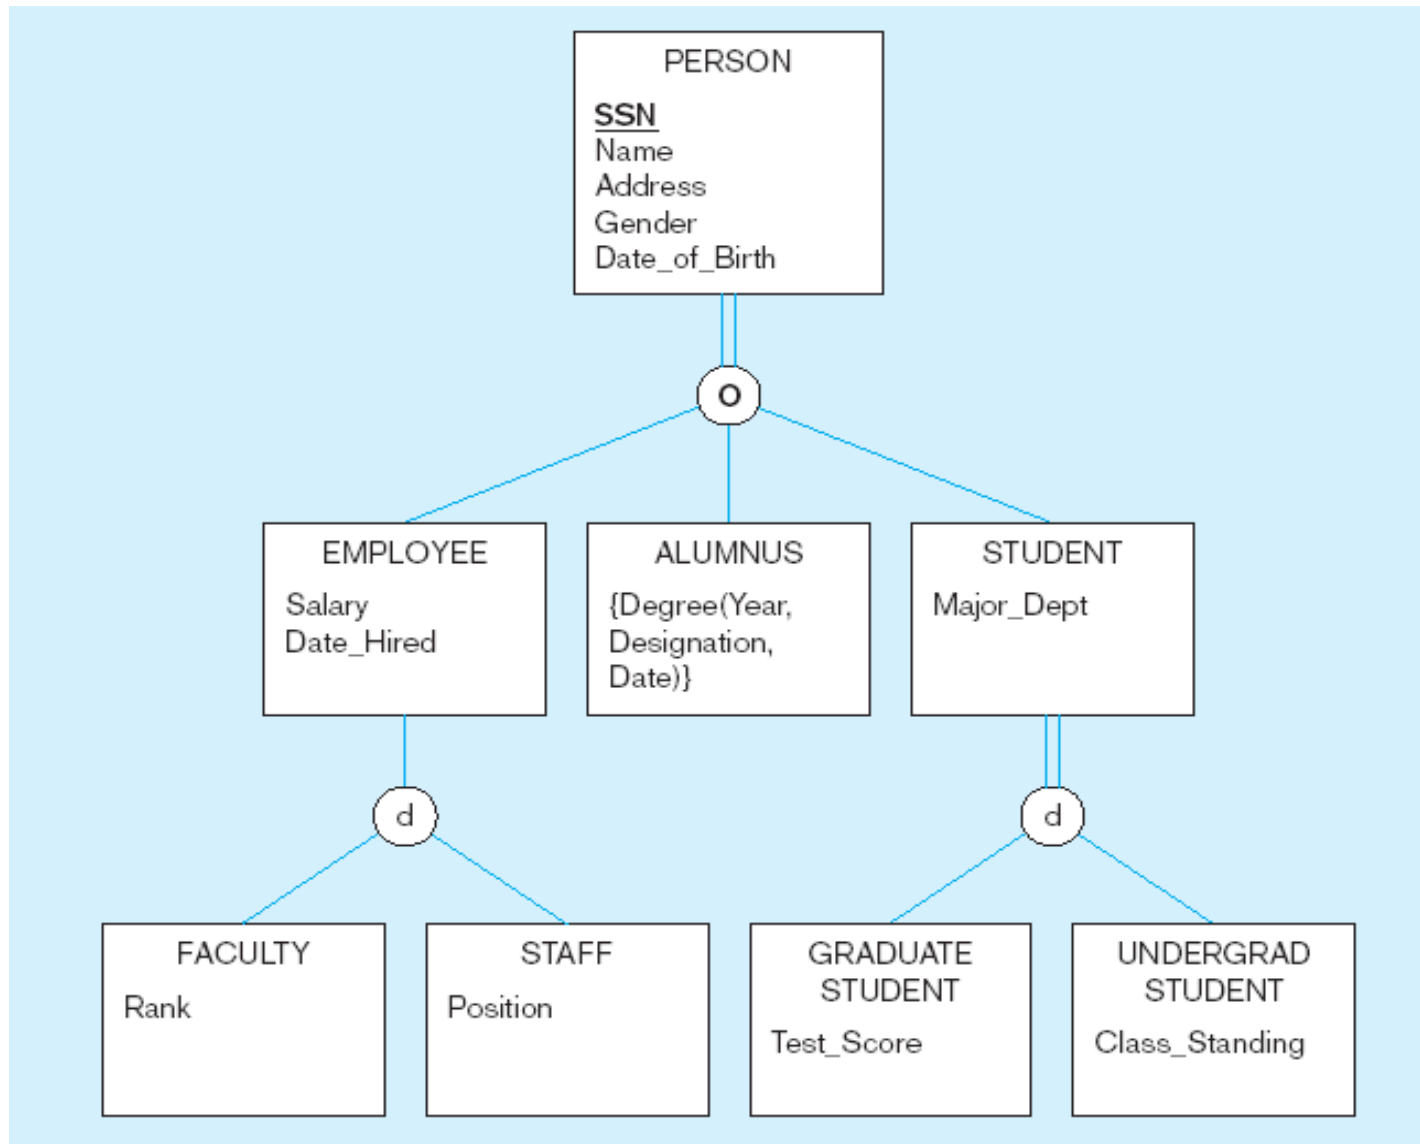 PERSON
SSN
Name
Address
Gender
Date_of_Birth
O
EMPLOYEE
Salary
Date_Hired
ALUMNUS
{Degree(Year,
Designation,
Date)}
STUDENT
Major_Dept
d
d
FACULTY
Rank
STAFF
Position
GRADUATE
STUDENT
Test_Score
UNDERGRAD
STUDENT
Class_Standing